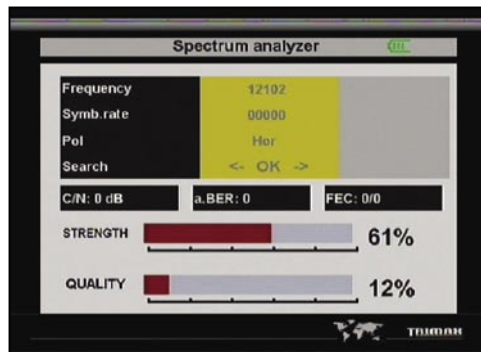 Spectrum analyzer
Frequency 12102
Symb.rate 00000
Pol Hor
Search <- OK ->
C/N: 0 dB a.BER: 0 FEC: 0/0
STRENGTH 61%
QUALITY 12%
TRIMAX